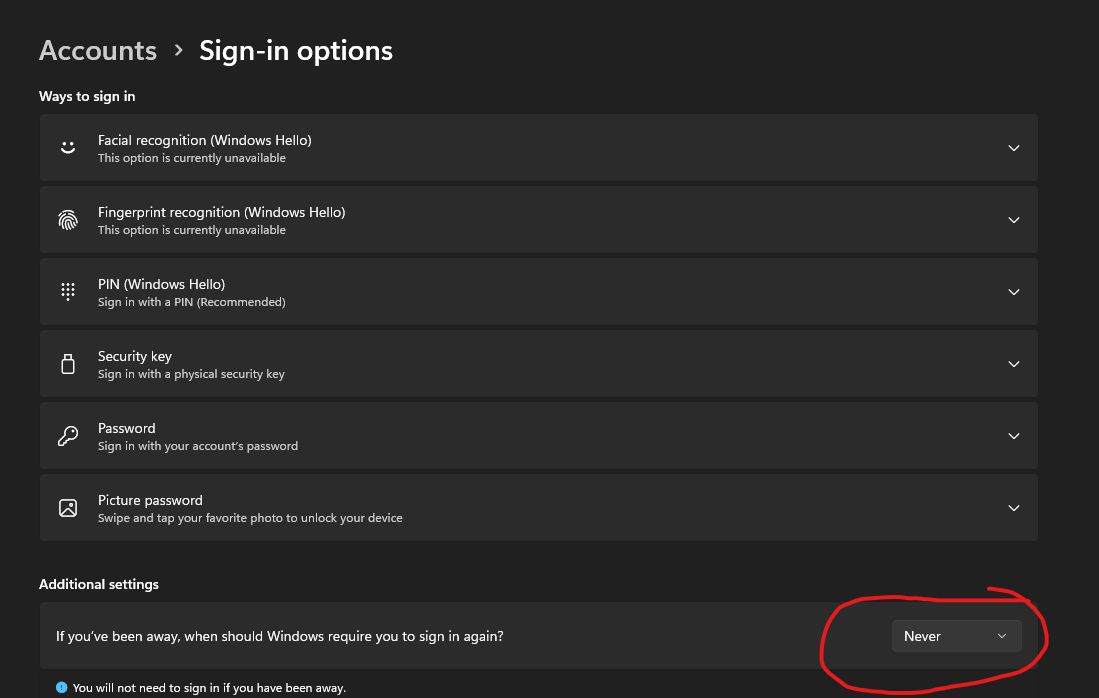 Accounts > Sign-in options
Ways to sign in
Facial recognition (Windows Hello)
This option is currently unavailable
Fingerprint recognition (Windows Hello)
This option is currently unavailable
PIN (Windows Hello)
Sign in with a PIN (Recommended)
Security key
Sign in with a physical security key
Password
Sign in with your account's password
Picture password
Swipe and tap your favorite photo to unlock your device
Additional settings
If you've been away, when should Windows require you to sign in again? Never
You will not need to sign in if you have been away.